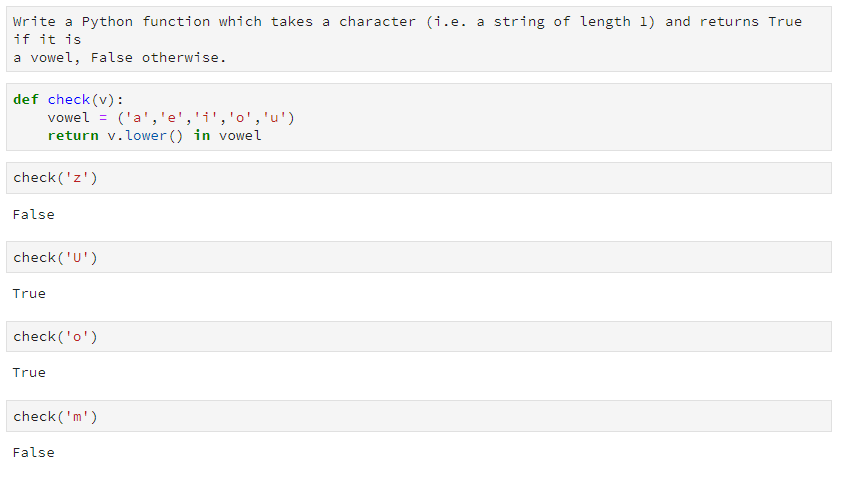 Write a Python function which takes a character (i.e. a string of length 1) and returns True
if it is
a vowel, False otherwise.
def check(v):
    vowel = ('a','e','i','o','u')
    return v.lower() in vowel
check('z')
False
check('U')
True
check('o')
True
check('m')
False